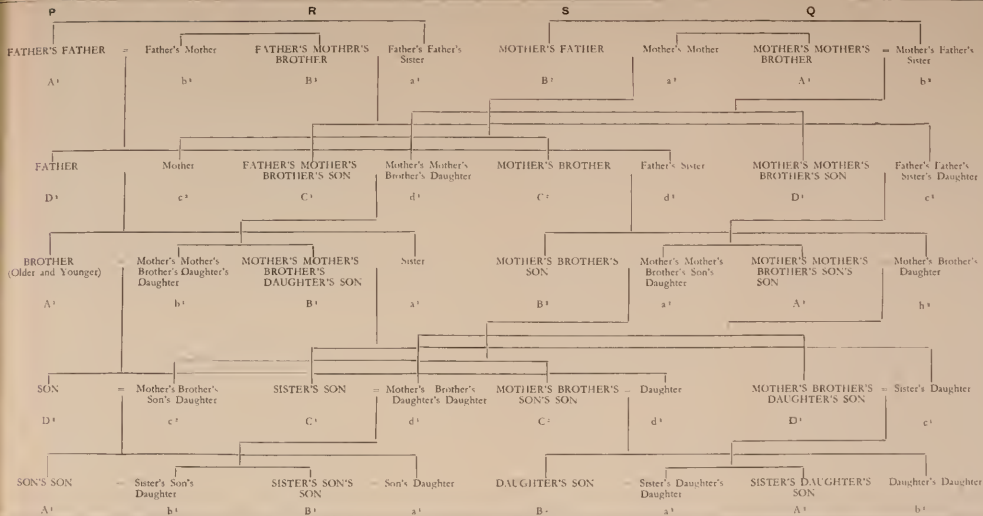 P R S Q
FATHER'S FATHER = Father's Mother FATHER'S MOTHER'S Father's Father's MOTHER'S FATHER Mother's Mother MOTHER'S MOTHER'S = Mother's Father's
BROTHER Sister BROTHER Sister
A¹ b¹ B¹ a¹ B² a² A² b²
FATHER Mother FATHER'S MOTHER'S Mother's Mother's MOTHER'S BROTHER Father's Sister MOTHER'S MOTHER'S Father's Father's
BROTHER'S SON Brother's Daughter BROTHER'S SON Sister's Daughter
D² c² C¹ d¹ C² d² D¹ c¹
BROTHER Mother's Mother's MOTHER'S MOTHER'S Sister MOTHER'S BROTHER'S Mother's Mother's MOTHER'S MOTHER'S Mother's Brother's
(Older and Younger) Brother's Daughter's BROTHER'S SON Brother's Son's BROTHER'S SON'S Daughter
Daughter DAUGHTER'S SON Daughter SON
A¹ b¹ B¹ a¹ B² a² A² b²
SON = Mother's Brother's SISTER'S SON = Mother's Brother's MOTHER'S BROTHER'S = Daughter MOTHER'S BROTHER'S = Sister's Daughter
Son's Daughter Daughter's Daughter SON'S SON DAUGHTER'S SON
D² c² C¹ d¹ C² d² D¹ c¹
SON'S SON = Sister's Son's SISTER'S SON'S = Son's Daughter DAUGHTER'S SON = Sister's Daughter's SISTER'S DAUGHTER'S = Daughter's Daughter
Daughter SON Daughter SON
A¹ b¹ B¹ a¹ B² a² A² b²